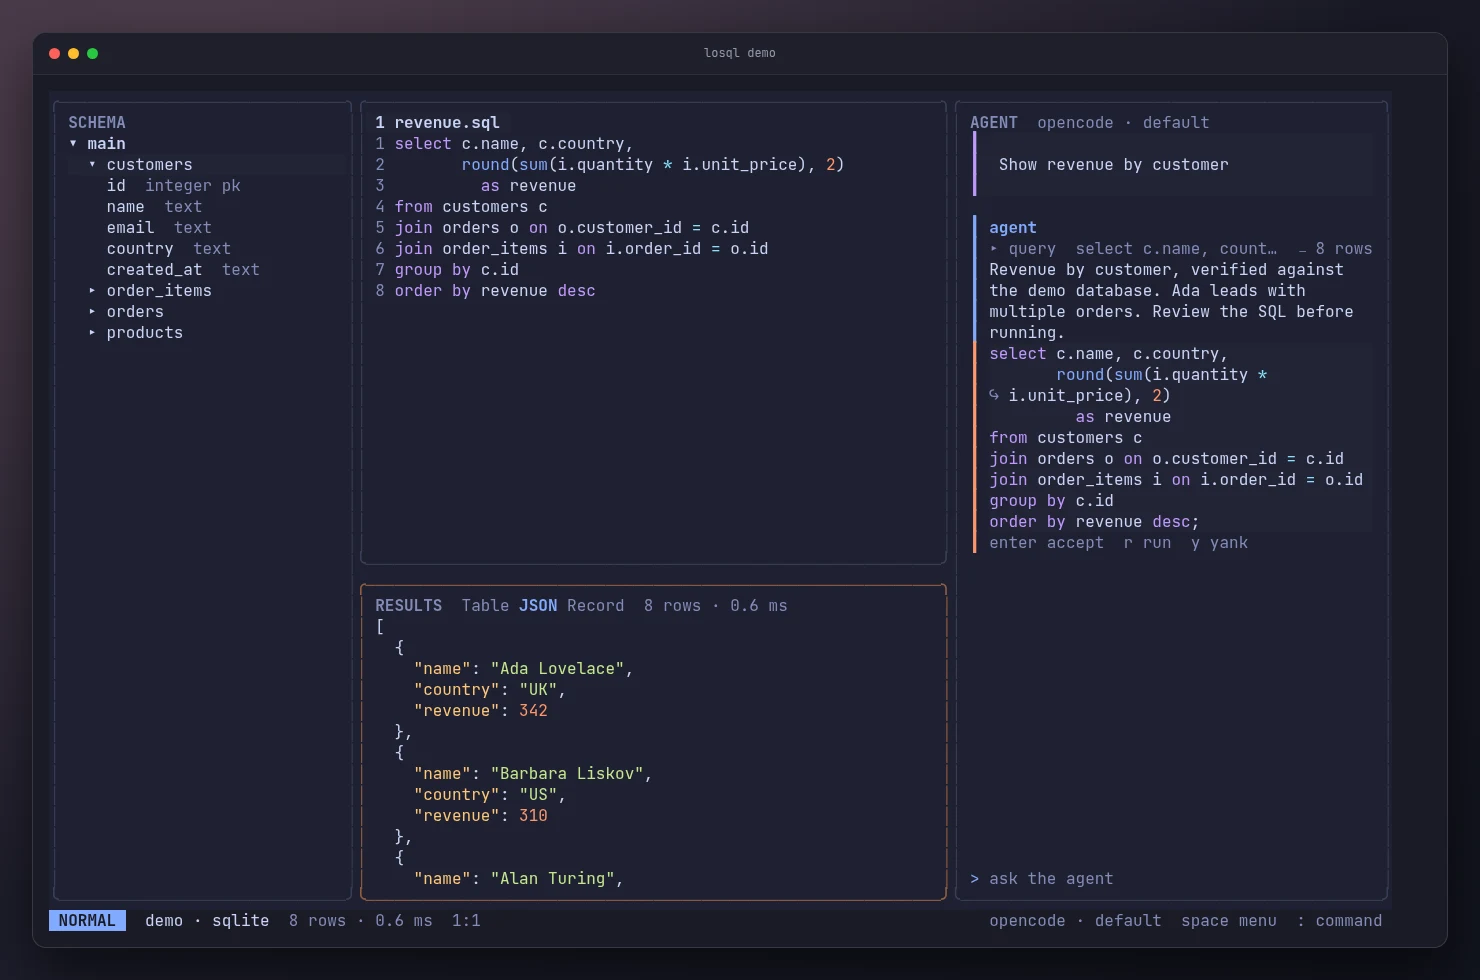 losql demo
SCHEMA
▾ main
▾ customers
id integer pk
name text
email text
country text
created_at text
▸ order_items
▸ orders
▸ products
1 revenue.sql
1 select c.name, c.country,
2 round(sum(i.quantity * i.unit_price), 2)
3 as revenue
4 from customers c
5 join orders o on o.customer_id = c.id
6 join order_items i on i.order_id = o.id
7 group by c.id
8 order by revenue desc
RESULTS Table JSON Record 8 rows · 0.6 ms
[
{
"name": "Ada Lovelace",
"country": "UK",
"revenue": 342
},
{
"name": "Barbara Liskov",
"country": "US",
"revenue": 310
},
{
"name": "Alan Turing",
AGENT opencode · default
Show revenue by customer
agent
▸ query select c.name, count… – 8 rows
Revenue by customer, verified against
the demo database. Ada leads with
multiple orders. Review the SQL before
running.
select c.name, c.country,
round(sum(i.quantity *
↪ i.unit_price), 2)
as revenue
from customers c
join orders o on o.customer_id = c.id
join order_items i on i.order_id = o.id
group by c.id
order by revenue desc;
enter accept r run y yank
> ask the agent
NORMAL demo · sqlite 8 rows · 0.6 ms 1:1
opencode · default space menu : command